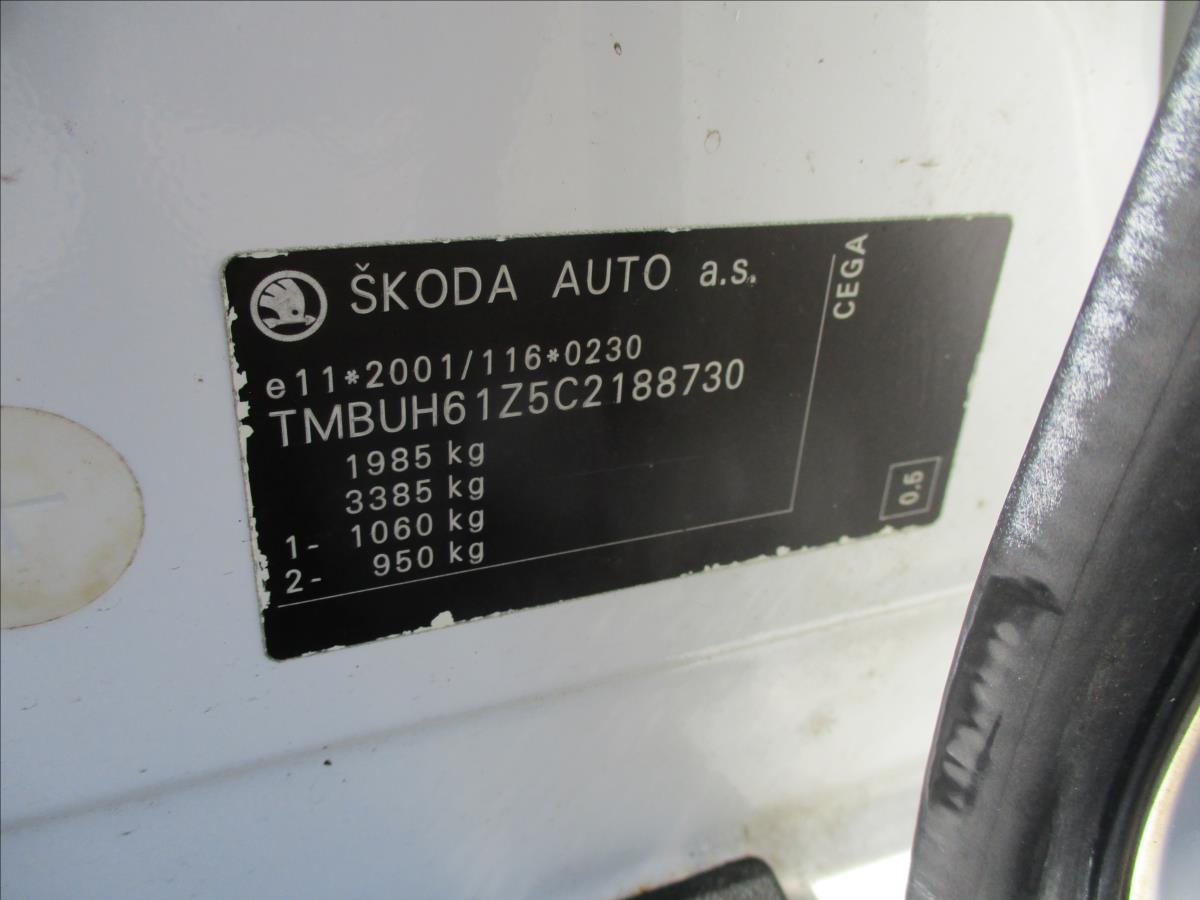 ŠKODA AUTO a.s.
e11*2001/116*0230
TMBUH61Z5C2188730
1985 kg
3385 kg
1- 1060 kg
2- 950 kg
CEGA
0.5